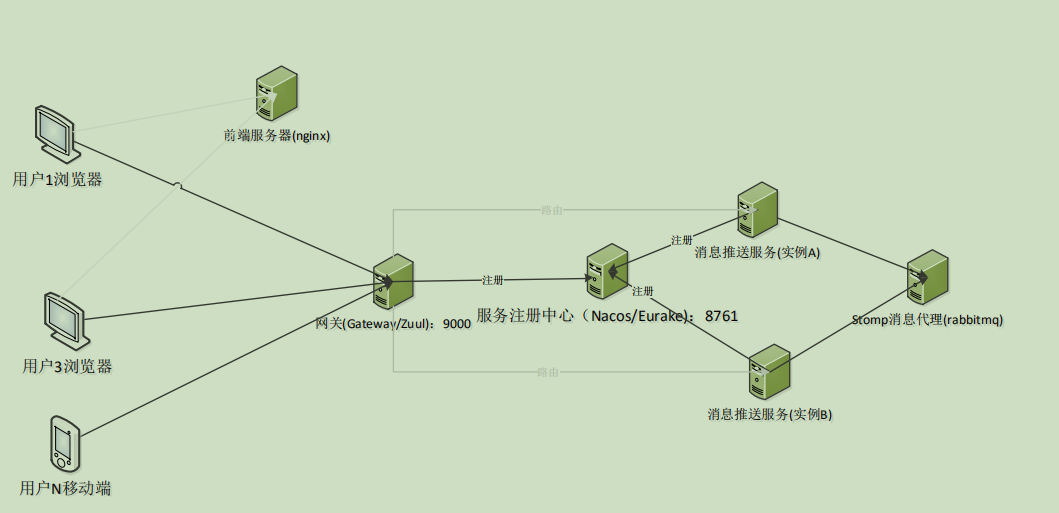 前端服务器(nginx)
用户1浏览器
路由
注册
消息推送服务(实例A)
注册
注册
网关(Gateway/Zuul)：9000
服务注册中心（Nacos/Eurake)：8761
Stomp消息代理(rabbitmq)
用户3浏览器
路由
消息推送服务(实例B)
用户N移动端